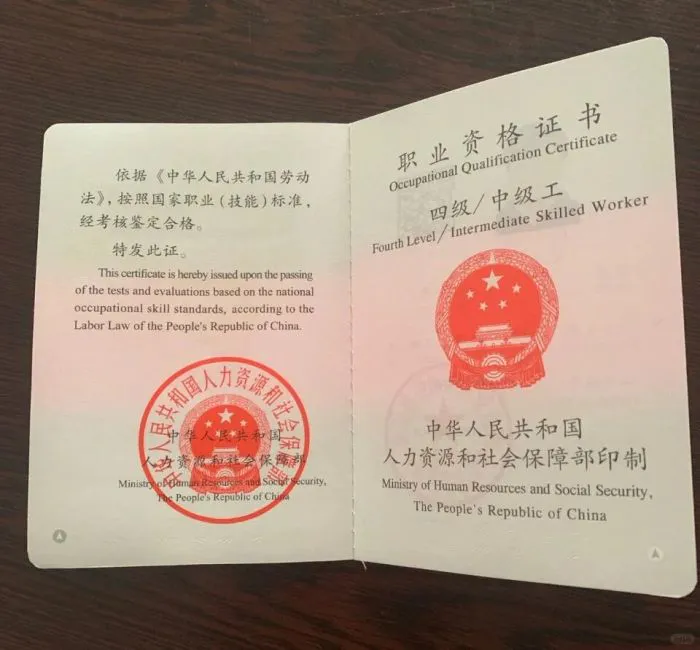 依据《中华人民共和国劳动
法》，按照国家职业（技能）标准，
经考核鉴定合格。
特发此证。
This certificate is hereby issued upon the passing
of the tests and evaluations based on the national
occupational skill standards, according to the
Labor Law of the People's Republic of China.
中华人民共和国人力资源和社会保障部
中华人民共和国
人力资源和社会保障部
Ministry of Human Resources and Social Security,
The People's Republic of China
职业资格证书
Occupational Qualification Certificate
四级/中级工
Fourth Level/Intermediate Skilled Worker
中华人民共和国
人力资源和社会保障部印制
Ministry of Human Resources and Social Security,
The People's Republic of China